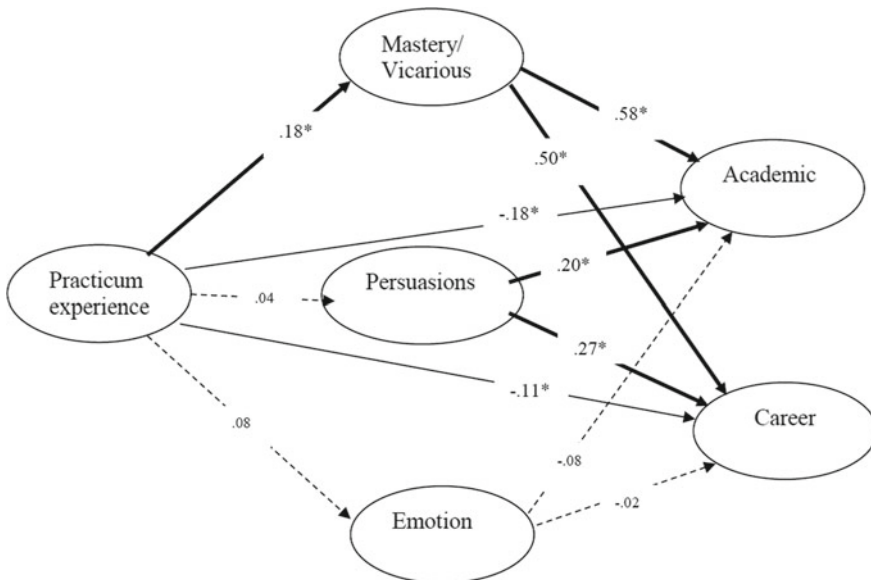 Mastery/
Vicarious
.18*
.58*
.50*
Academic
-.18*
.20*
Practicum
experience
.04
Persuasions
.27*
-.11*
Career
.08
-.08
-.02
Emotion